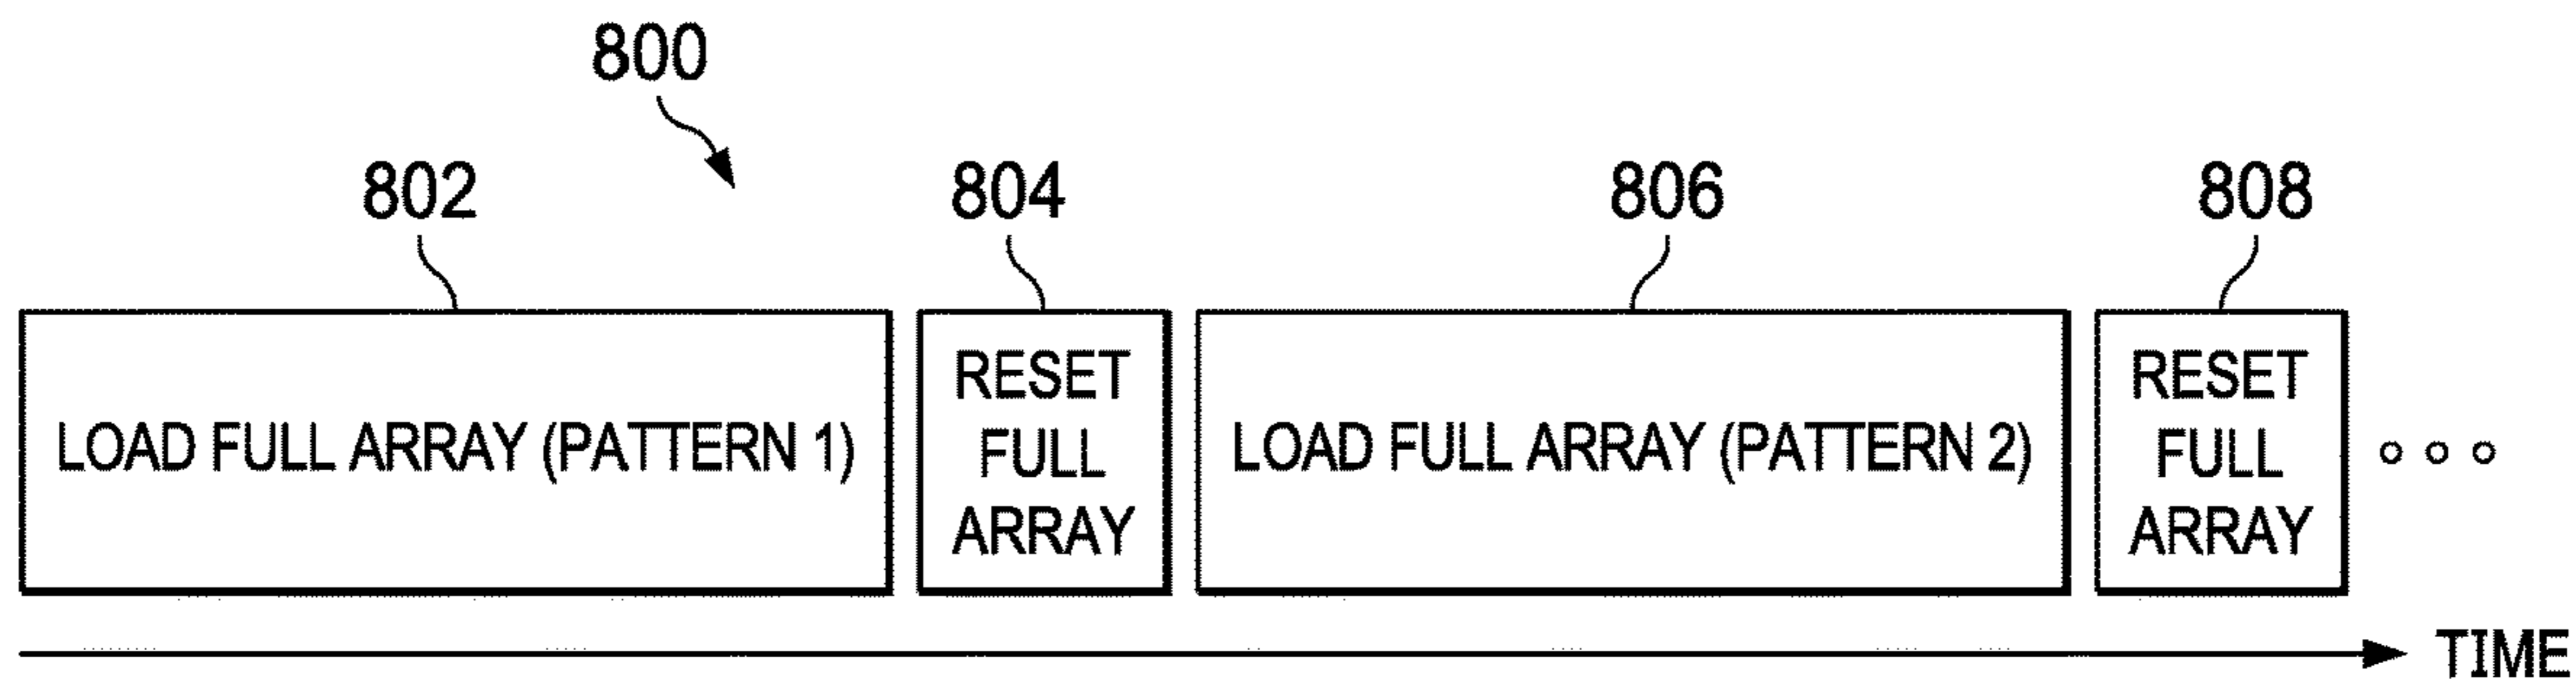 800
802
804
806
808
LOAD FULL ARRAY (PATTERN 1)
RESET
FULL
ARRAY
LOAD FULL ARRAY (PATTERN 2)
RESET
FULL
ARRAY
TIME